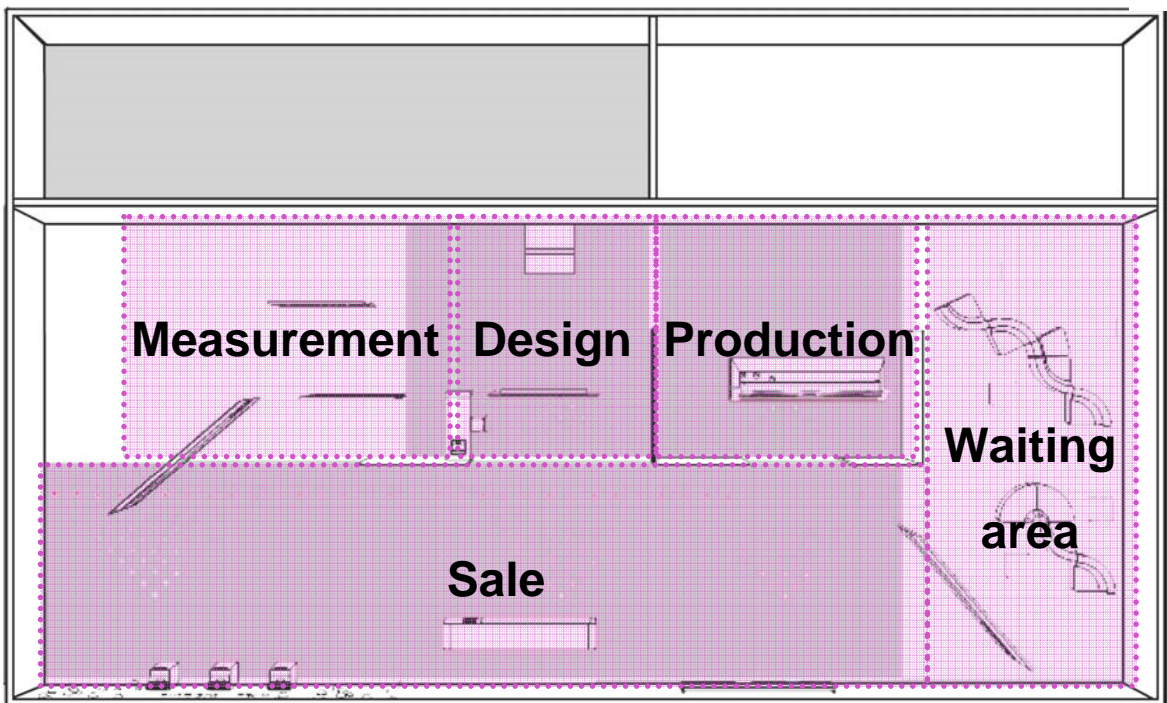 Measurement
Design
Production
Waiting
area
Sale